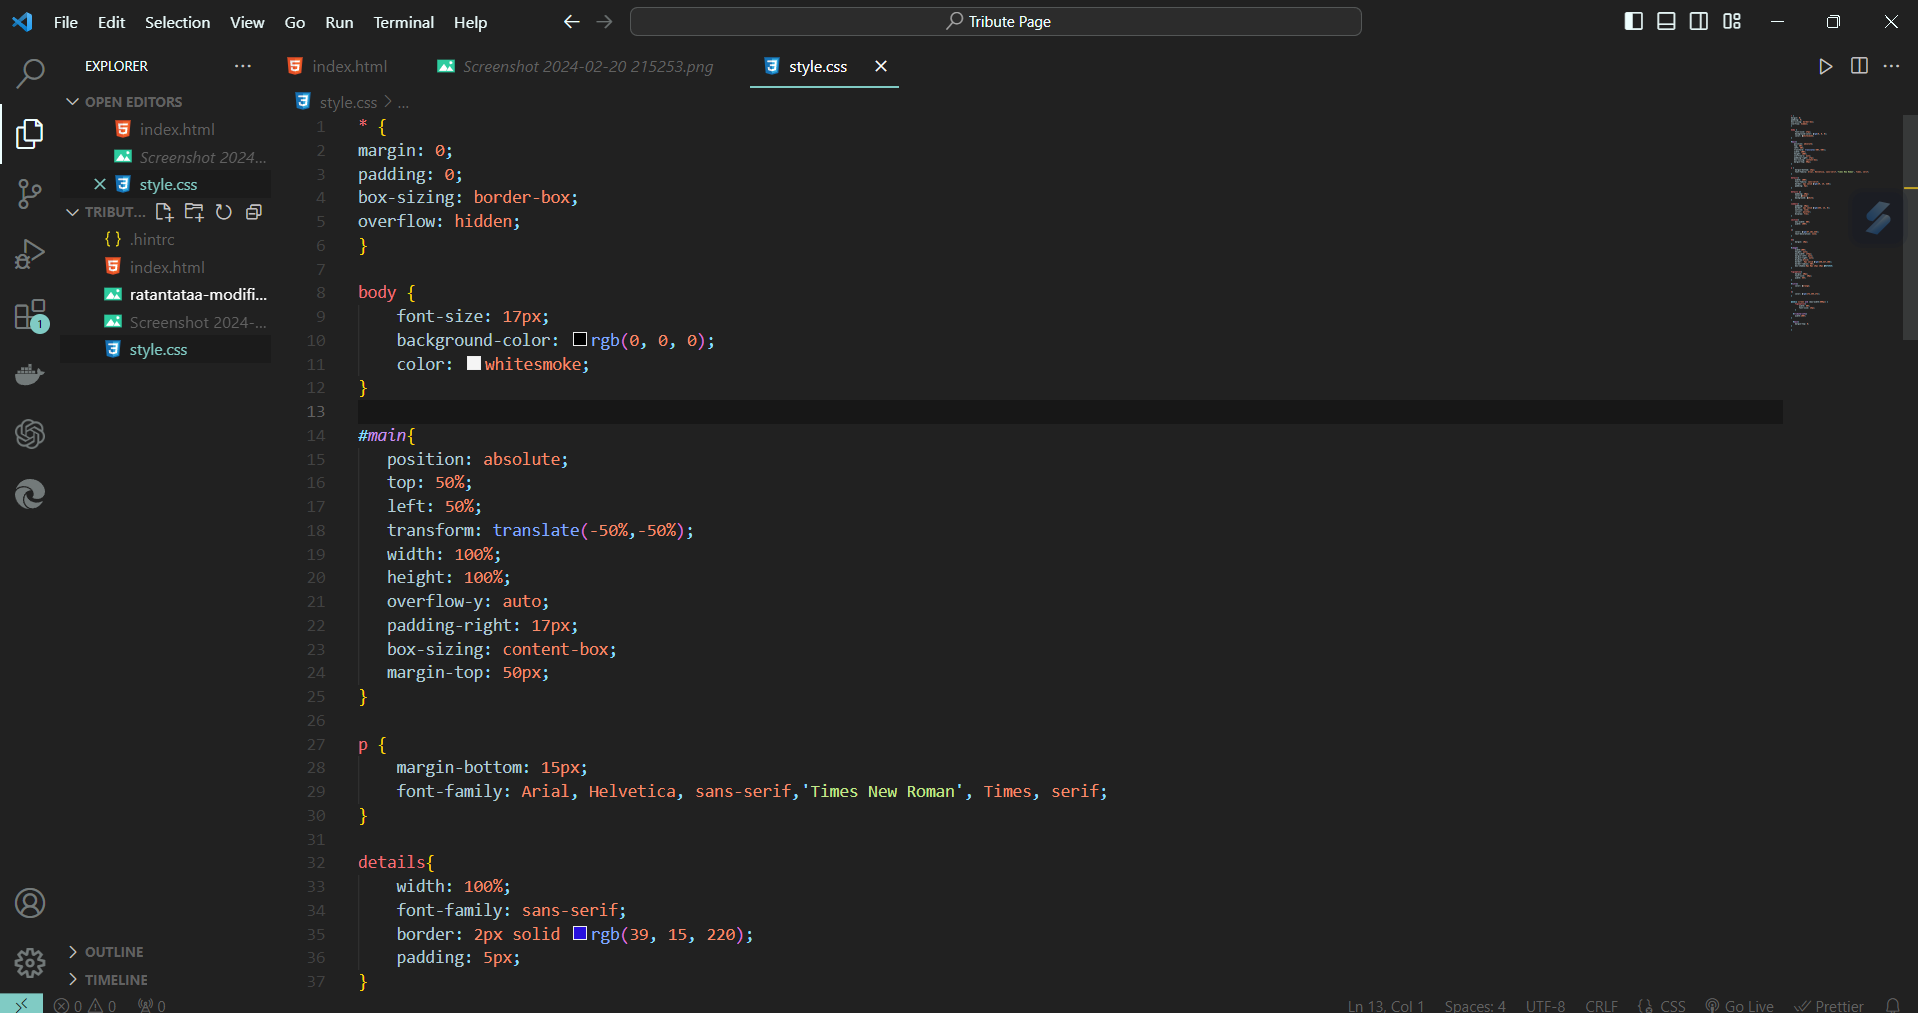 File Edit Selection View Go Run Terminal Help Tribute Page
EXPLORER
index.html Screenshot 2024-02-20 215253.png style.css
OPEN EDITORS
index.html
Screenshot 2024...
style.css
TRIBUT...
.hintrc
index.html
ratantataa-modifi...
Screenshot 2024-...
style.css
OUTLINE
TIMELINE
1
style.css > ...
1 * {
2 margin: 0;
3 padding: 0;
4 box-sizing: border-box;
5 overflow: hidden;
6 }
7
8 body {
9 font-size: 17px;
10 background-color: rgb(0, 0, 0);
11 color: whitesmoke;
12 }
13
14 #main{
15 position: absolute;
16 top: 50%;
17 left: 50%;
18 transform: translate(-50%,-50%);
19 width: 100%;
20 height: 100%;
21 overflow-y: auto;
22 padding-right: 17px;
23 box-sizing: content-box;
24 margin-top: 50px;
25 }
26
27 p {
28 margin-bottom: 15px;
29 font-family: Arial, Helvetica, sans-serif,'Times New Roman', Times, serif;
30 }
31
32 details{
33 width: 100%;
34 font-family: sans-serif;
35 border: 2px solid rgb(39, 15, 220);
36 padding: 5px;
37 }
0 0 0 Ln 13, Col 1 Spaces: 4 UTF-8 CRLF {} CSS Go Live Prettier